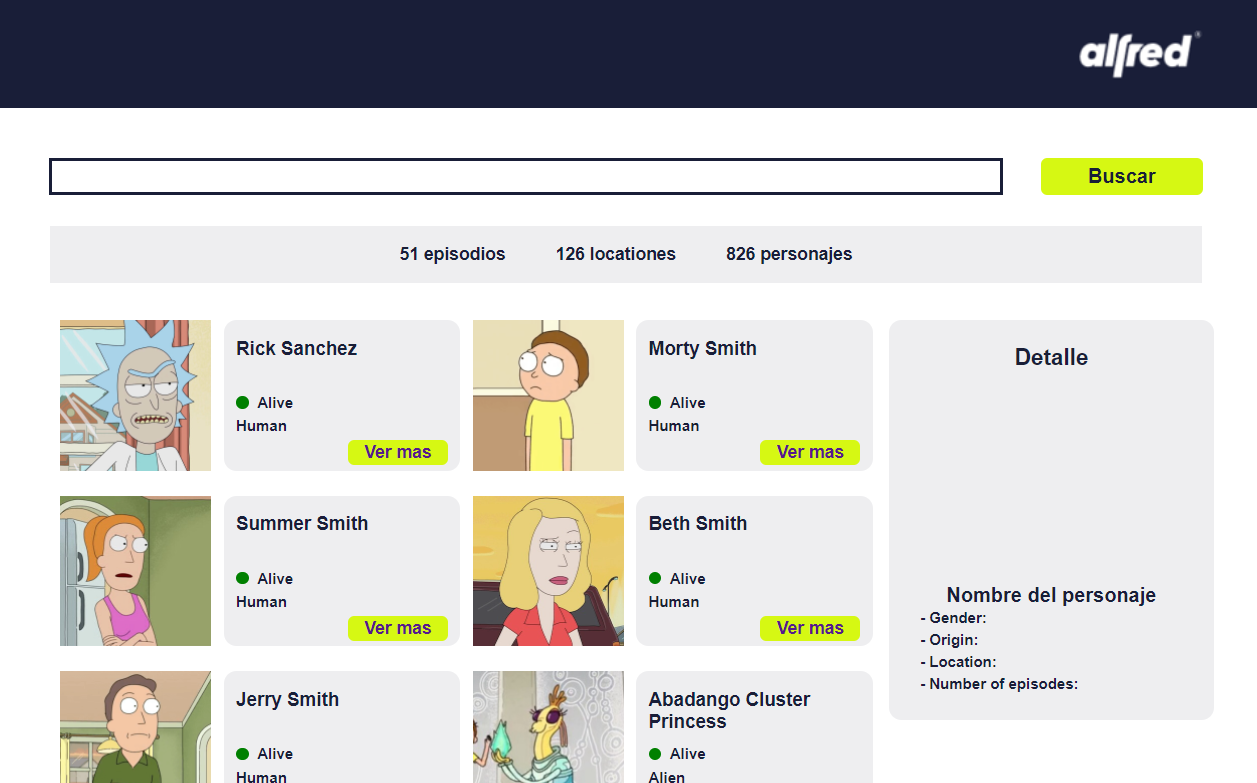 alfred®
Buscar
51 episodios 126 locationes 826 personajes
Rick Sanchez
Alive
Human
Ver mas
Morty Smith
Alive
Human
Ver mas
Summer Smith
Alive
Human
Ver mas
Beth Smith
Alive
Human
Ver mas
Jerry Smith
Alive
Human
Abadango Cluster
Princess
Alive
Alien
Detalle
Nombre del personaje
- Gender:
- Origin:
- Location:
- Number of episodes: